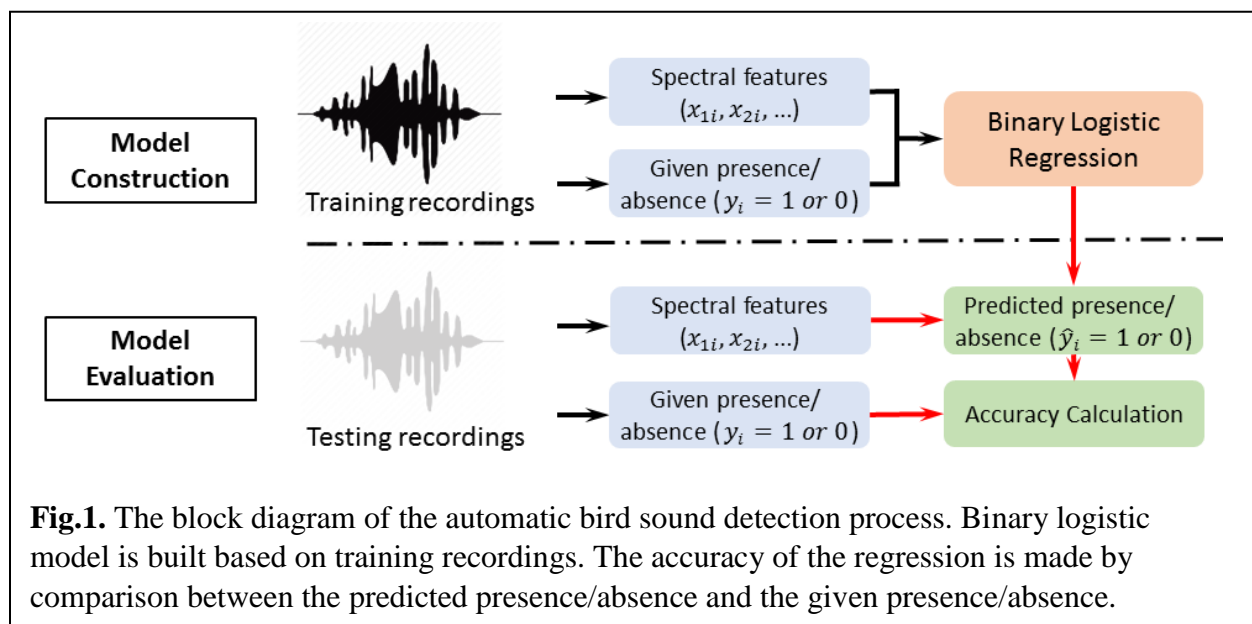 Model
Construction
Training recordings
Spectral features
(x₁ᵢ, x₂ᵢ, …)
Given presence/
absence (yᵢ = 1 or 0)
Binary Logistic
Regression
Model
Evaluation
Testing recordings
Spectral features
(x₁ᵢ, x₂ᵢ, …)
Given presence/
absence (yᵢ = 1 or 0)
Predicted presence/
absence (ŷᵢ = 1 or 0)
Accuracy Calculation
Fig.1. The block diagram of the automatic bird sound detection process. Binary logistic
model is built based on training recordings. The accuracy of the regression is made by
comparison between the predicted presence/absence and the given presence/absence.